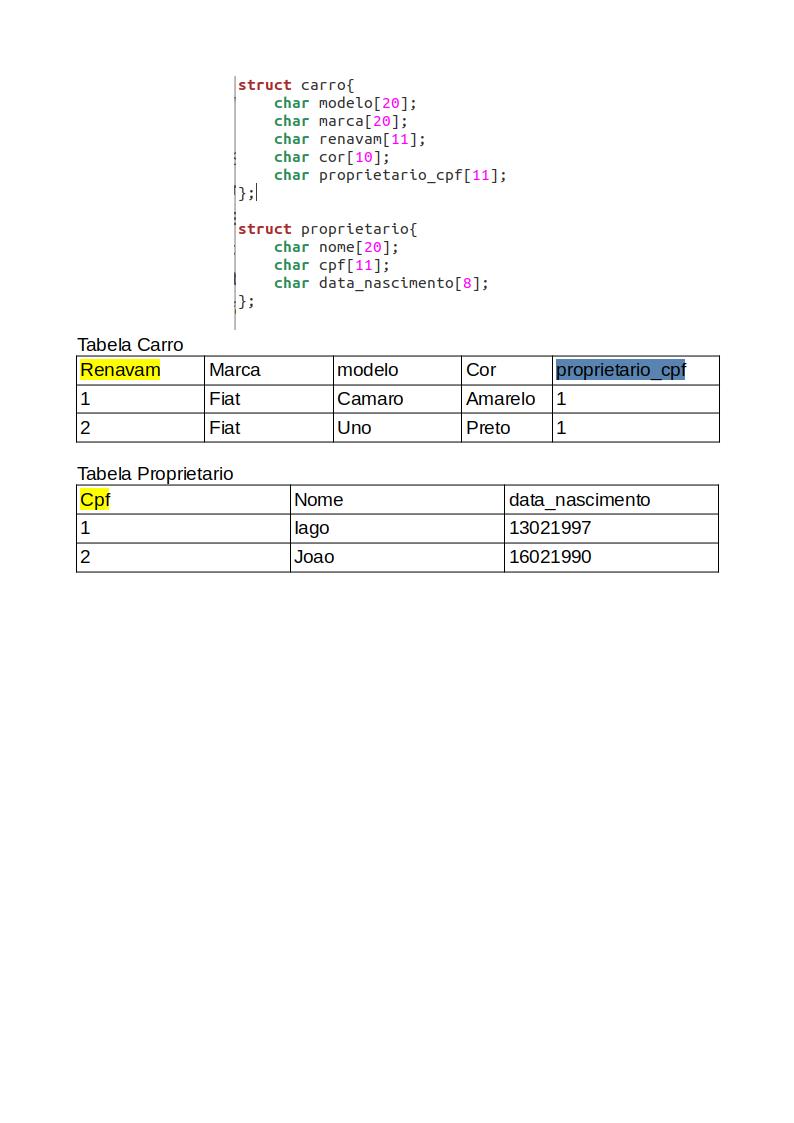 struct carro{
    char modelo[20];
    char marca[20];
    char renavam[11];
    char cor[10];
    char proprietario_cpf[11];
};
struct proprietario{
    char nome[20];
    char cpf[11];
    char data_nascimento[8];
};
Tabela Carro
Renavam Marca modelo Cor proprietario_cpf
1 Fiat Camaro Amarelo 1
2 Fiat Uno Preto 1
Tabela Proprietario
Cpf Nome data_nascimento
1 Iago 13021997
2 Joao 16021990